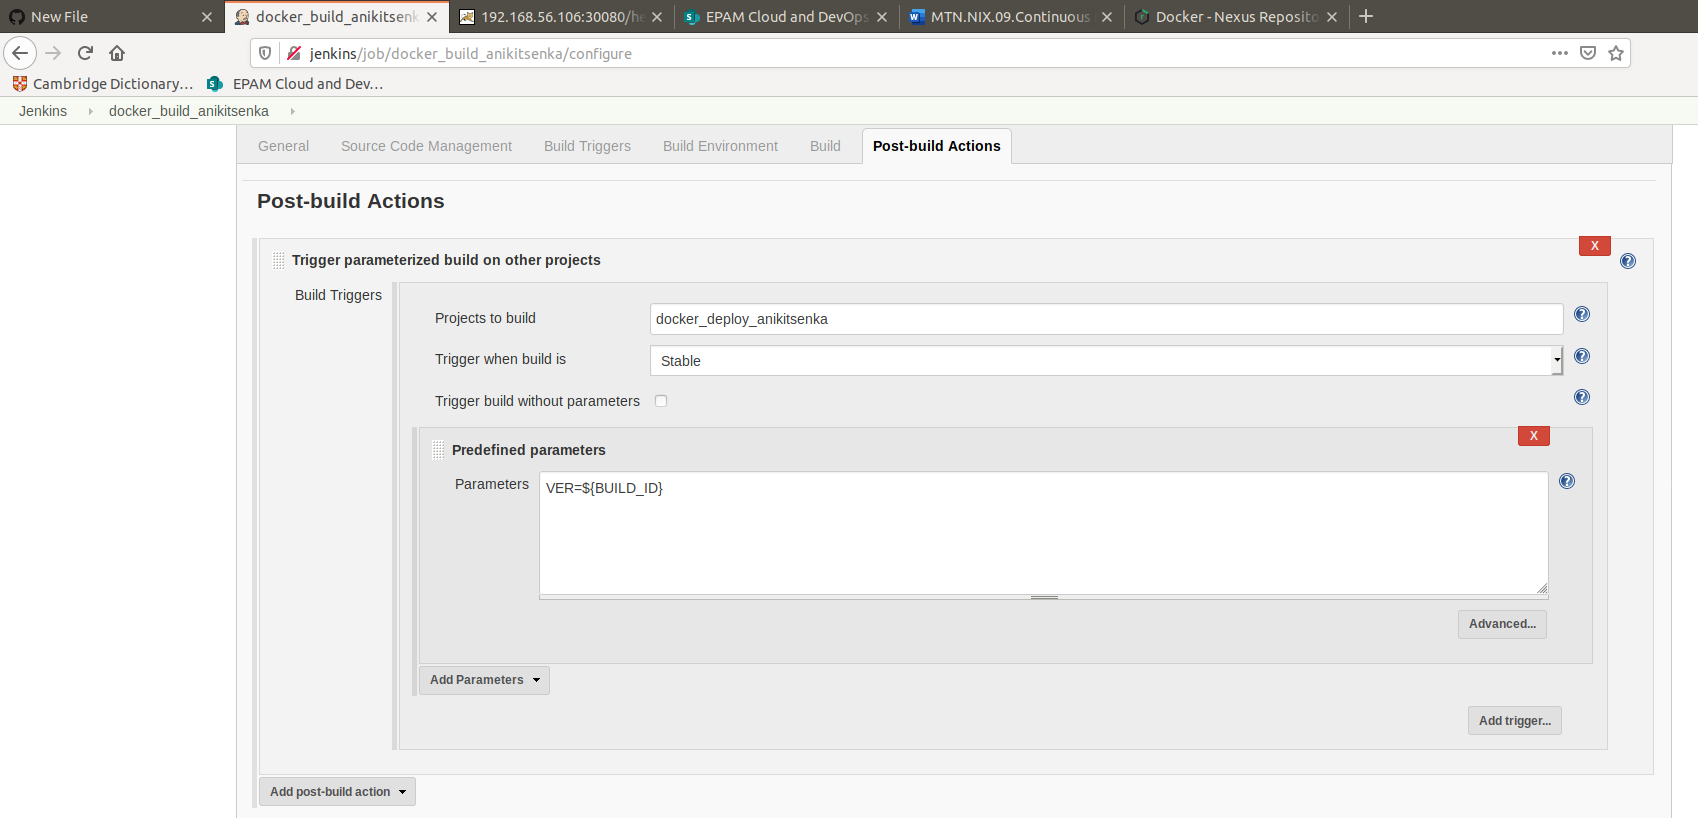 New File
docker_build_anikitsenk
192.168.56.106:30080/he
EPAM Cloud and DevOps
MTN.NIX.09.Continuous
Docker - Nexus Reposito
jenkins/job/docker_build_anikitsenka/configure
Cambridge Dictionary...
EPAM Cloud and Dev...
Jenkins
docker_build_anikitsenka
General
Source Code Management
Build Triggers
Build Environment
Build
Post-build Actions
Post-build Actions
X
Trigger parameterized build on other projects
Build Triggers
Projects to build
docker_deploy_anikitsenka
Trigger when build is
Stable
Trigger build without parameters
X
Predefined parameters
Parameters
VER=${BUILD_ID}
Advanced...
Add Parameters
Add trigger...
Add post-build action